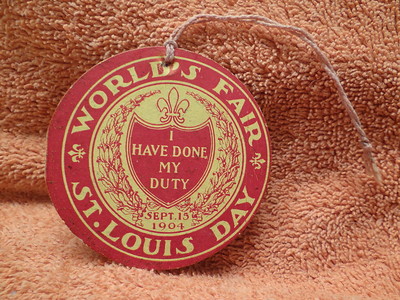 WORLD'S FAIR
I
HAVE DONE
MY
DUTY
SEPT. 15
1904
ST. LOUIS DAY